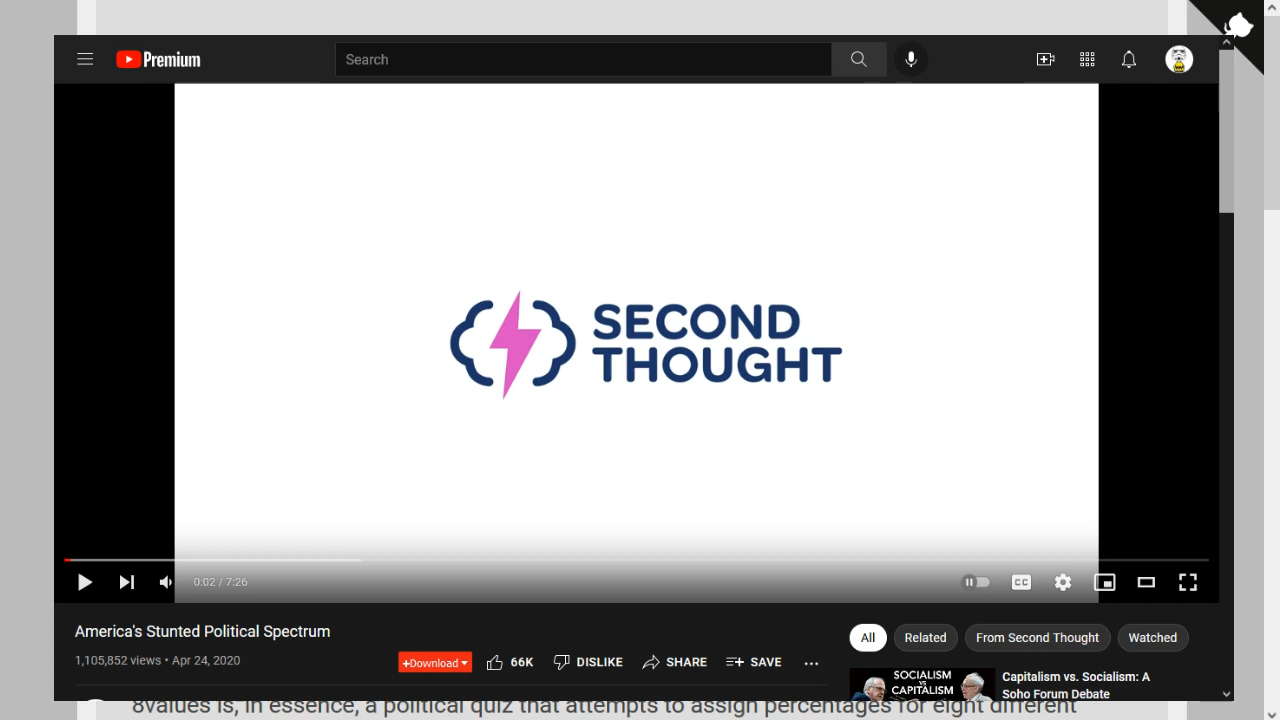 Premium
Search
SECOND
THOUGHT
0:02 / 7:26
CC
America's Stunted Political Spectrum
1,105,852 views • Apr 24, 2020
+Download
66K
DISLIKE
SHARE
SAVE
All
Related
From Second Thought
Watched
SOCIALISM
VS
CAPITALISM
Capitalism vs. Socialism: A
Soho Forum Debate
8values is, in essence, a political quiz that attempts to assign percentages for eight different